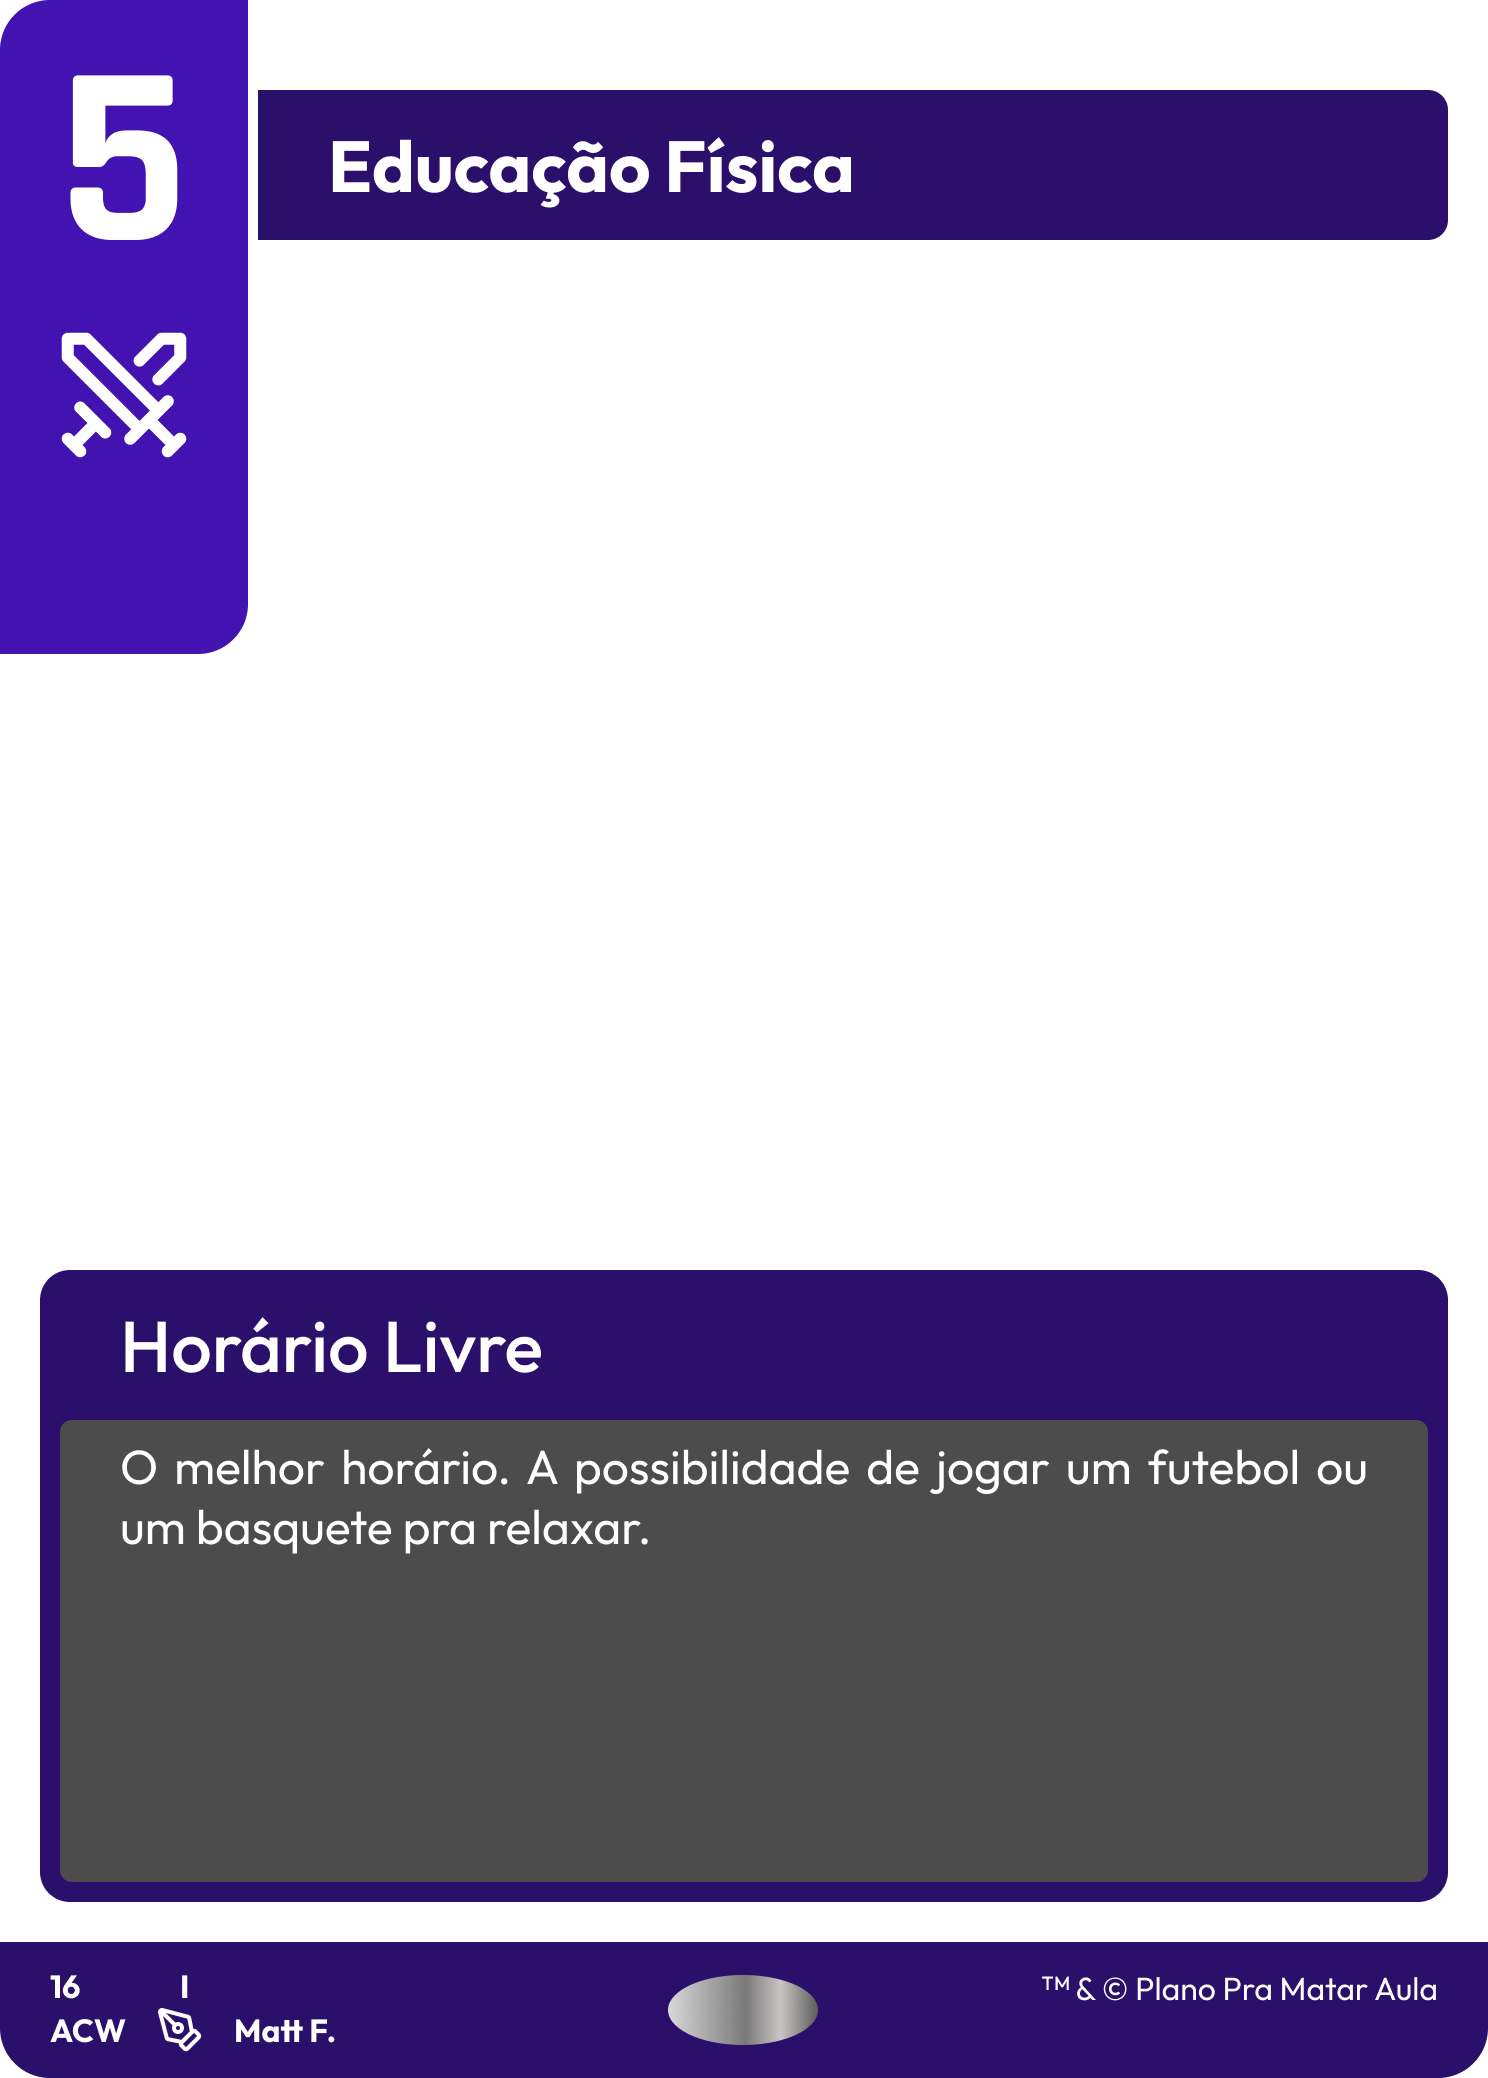 5
Educação Física
Horário Livre
O melhor horário. A possibilidade de jogar um futebol ou
um basquete pra relaxar.
16 I
ACW Matt F.
™ & © Plano Pra Matar Aula